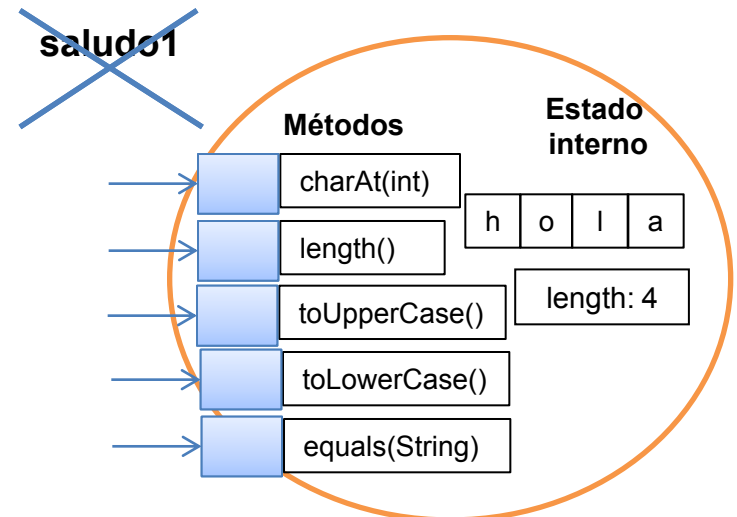 saludo1
Métodos
Estado
interno
charAt(int)
h o l a
length()
length: 4
toUpperCase()
toLowerCase()
equals(String)